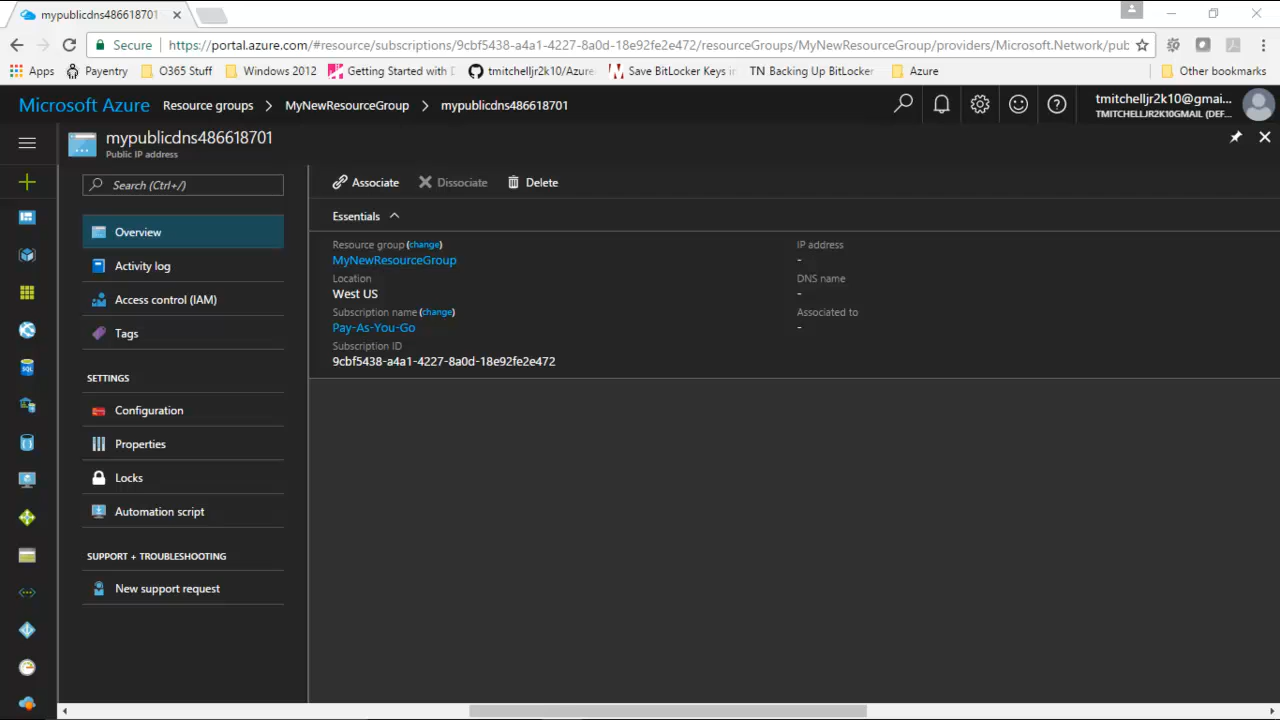 mypublicdns486618701
Secure
https://portal.azure.com/#resource/subscriptions/9cbf5438-a4a1-4227-8a0d-18e92fe2e472/resourceGroups/MyNewResourceGroup/providers/Microsoft.Network/pub
Apps
Payentry
O365 Stuff
Windows 2012
Getting Started with
tmitchelljr2k10/Azure
Save BitLocker Keys in
TN Backing Up BitLocker
Azure
Other bookmarks
Microsoft Azure Resource groups > MyNewResourceGroup > mypublicdns486618701
tmitchelljr2k10@gmai...
TMITCHELLJR2K10GMAIL (DEF...
mypublicdns486618701
Public IP address
Search (Ctrl+/)
Overview
Activity log
Access control (IAM)
Tags
SETTINGS
Configuration
Properties
Locks
Automation script
SUPPORT + TROUBLESHOOTING
New support request
Associate
Dissociate
Delete
Essentials
Resource group (change)
MyNewResourceGroup
Location
West US
Subscription name (change)
Pay-As-You-Go
Subscription ID
9cbf5438-a4a1-4227-8a0d-18e92fe2e472
IP address
-
DNS name
-
Associated to
-
SQL